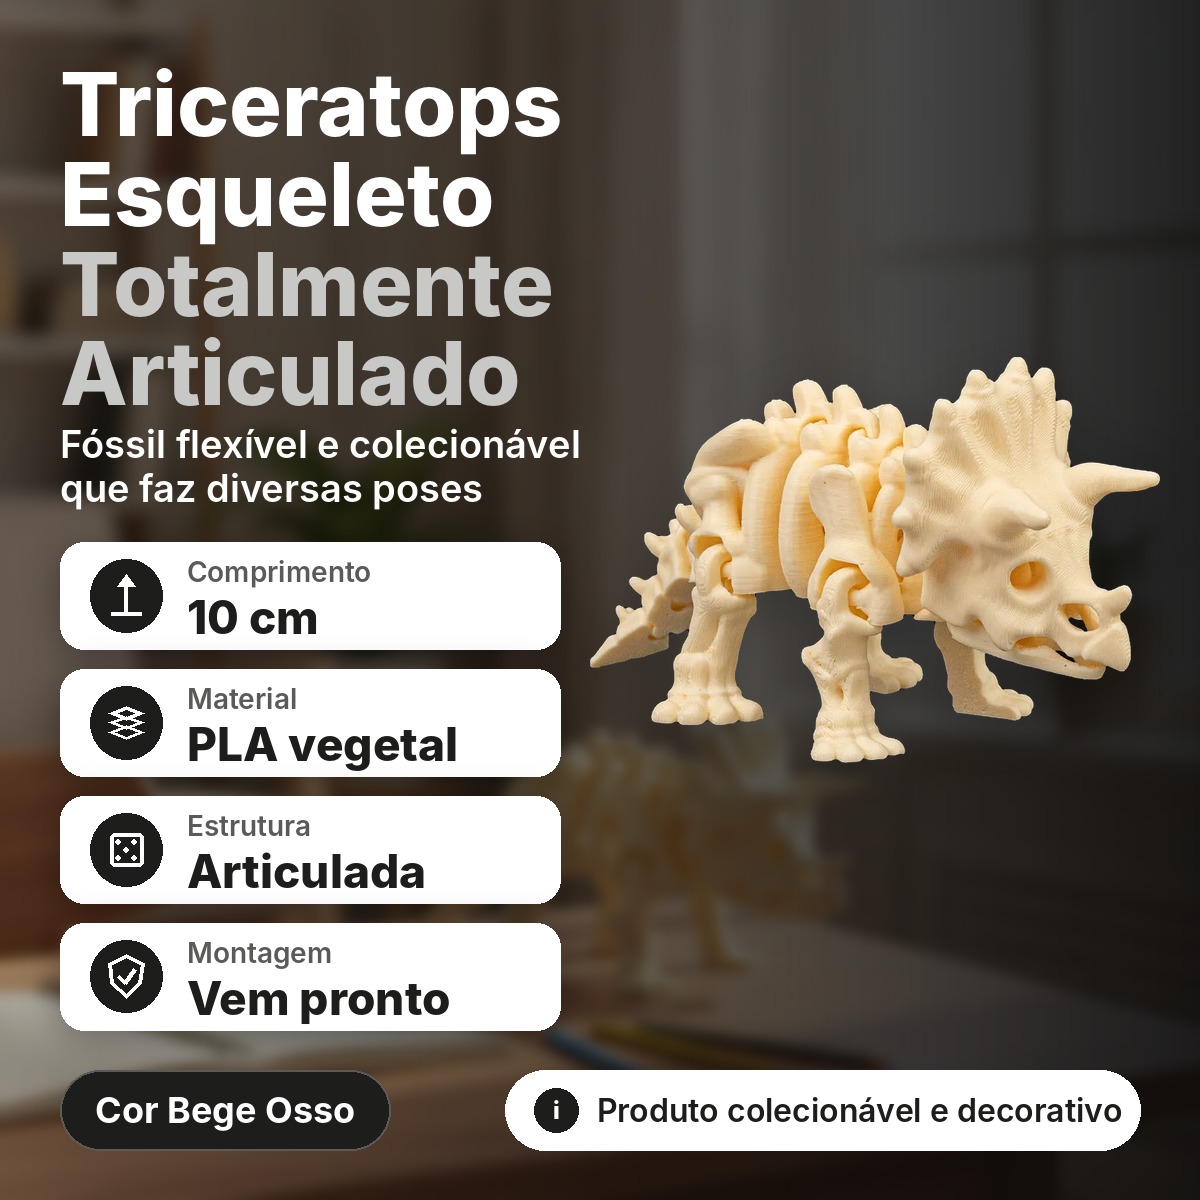 Triceratops
Esqueleto
Totalmente
Articulado
Fóssil flexível e colecionável
que faz diversas poses
Comprimento
10 cm
Material
PLA vegetal
Estrutura
Articulada
Montagem
Vem pronto
Cor Bege Osso
i Produto colecionável e decorativo